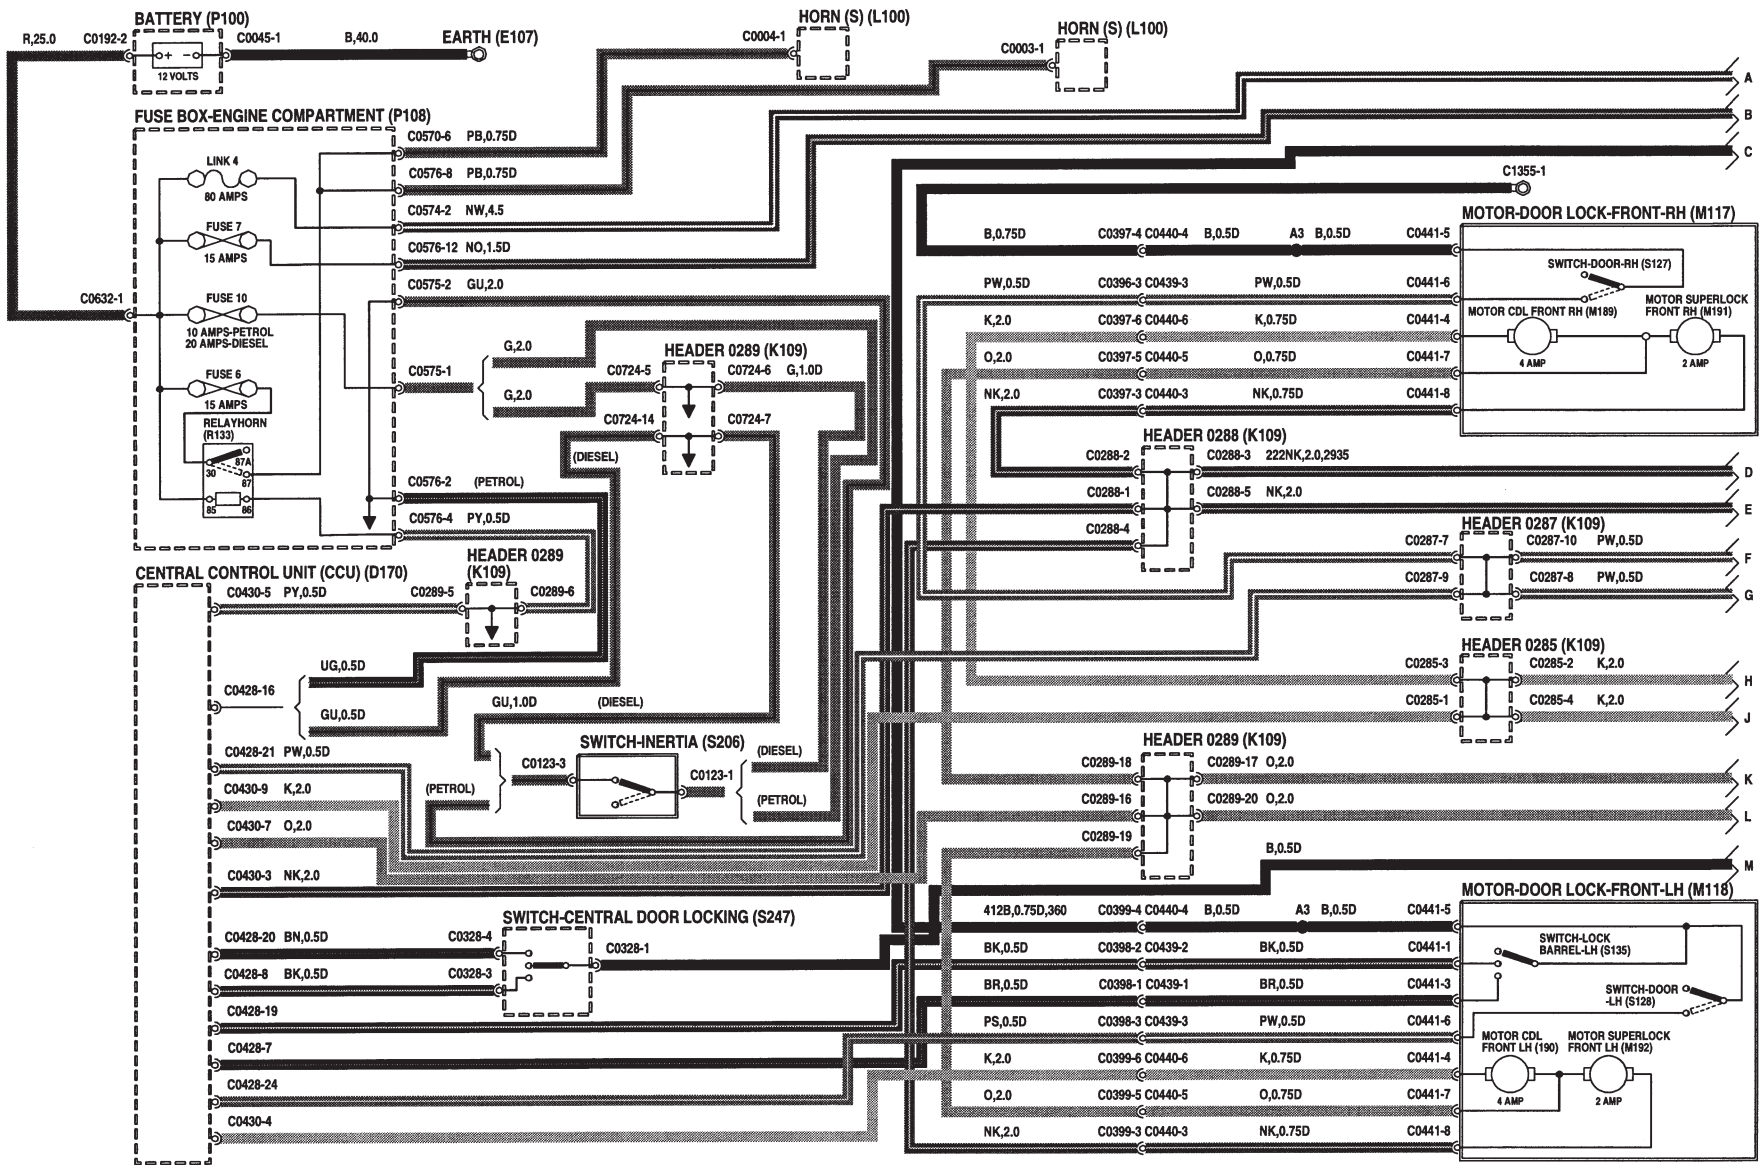 BATTERY (P100)
R,25.0
C0192-2
12 VOLTS
C0045-1
B,40.0
EARTH (E107)
HORN (S) (L100)
C0004-1
HORN (S) (L100)
C0003-1
A
B
C
FUSE BOX-ENGINE COMPARTMENT (P108)
LINK 4
80 AMPS
FUSE 7
15 AMPS
FUSE 10
10 AMPS-PETROL
20 AMPS-DIESEL
FUSE 6
15 AMPS
RELAYHORN
(R133)
30
87A
87
85
86
C0632-1
C0570-6 PB,0.75D
C0576-8 PB,0.75D
C0574-2 NW,4.5
C0576-12 NO,1.5D
C0575-2 GU,2.0
C0575-1
G,2.0
G,2.0
C0576-2 (PETROL)
C0576-4 PY,0.5D
HEADER 0289 (K109)
C0724-5
C0724-6 G,1.0D
C0724-14
C0724-7
(DIESEL)
C1355-1
MOTOR-DOOR LOCK-FRONT-RH (M117)
B,0.75D C0397-4 C0440-4 B,0.5D A3 B,0.5D C0441-5
PW,0.5D C0396-3 C0439-3 PW,0.5D C0441-6
K,2.0 C0397-6 C0440-6 K,0.75D C0441-4
O,2.0 C0397-5 C0440-5 O,0.75D C0441-7
NK,2.0 C0397-3 C0440-3 NK,0.75D C0441-8
SWITCH-DOOR-RH (S127)
MOTOR CDL FRONT RH (M189)
4 AMP
MOTOR SUPERLOCK
FRONT RH (M191)
2 AMP
HEADER 0288 (K109)
C0288-2
C0288-3 222NK,2.0,2935
D
C0288-1
C0288-5 NK,2.0
E
C0288-4
HEADER 0287 (K109)
C0287-7
C0287-10 PW,0.5D
F
C0287-9
C0287-8 PW,0.5D
G
HEADER 0285 (K109)
C0285-3
C0285-2 K,2.0
H
C0285-1
C0285-4 K,2.0
J
HEADER 0289 (K109)
C0289-18
C0289-17 O,2.0
K
C0289-16
C0289-20 O,2.0
L
C0289-19
B,0.5D
M
CENTRAL CONTROL UNIT (CCU) (D170)
C0430-5 PY,0.5D
C0289-5
HEADER 0289
(K109)
C0289-6
C0428-16
UG,0.5D
GU,0.5D
C0428-21 PW,0.5D
C0430-9 K,2.0
C0430-7 O,2.0
C0430-3 NK,2.0
C0428-20 BN,0.5D
C0428-8 BK,0.5D
C0428-19
C0428-7
C0428-24
C0430-4
GU,1.0D
(DIESEL)
(PETROL)
SWITCH-INERTIA (S206)
C0123-3
C0123-1
(DIESEL)
(PETROL)
SWITCH-CENTRAL DOOR LOCKING (S247)
C0328-4
C0328-3
C0328-1
MOTOR-DOOR LOCK-FRONT-LH (M118)
412B,0.75D,360 C0399-4 C0440-4 B,0.5D A3 B,0.5D C0441-5
BK,0.5D C0398-2 C0439-2 BK,0.5D C0441-1
BR,0.5D C0398-1 C0439-1 BR,0.5D C0441-3
PS,0.5D C0398-3 C0439-3 PW,0.5D C0441-6
K,2.0 C0399-6 C0440-6 K,0.75D C0441-4
O,2.0 C0399-5 C0440-5 O,0.75D C0441-7
NK,2.0 C0399-3 C0440-3 NK,0.75D C0441-8
SWITCH-LOCK
BARREL-LH (S135)
SWITCH-DOOR
-LH (S128)
MOTOR CDL
FRONT LH (190)
4 AMP
MOTOR SUPERLOCK
FRONT LH (M192)
2 AMP